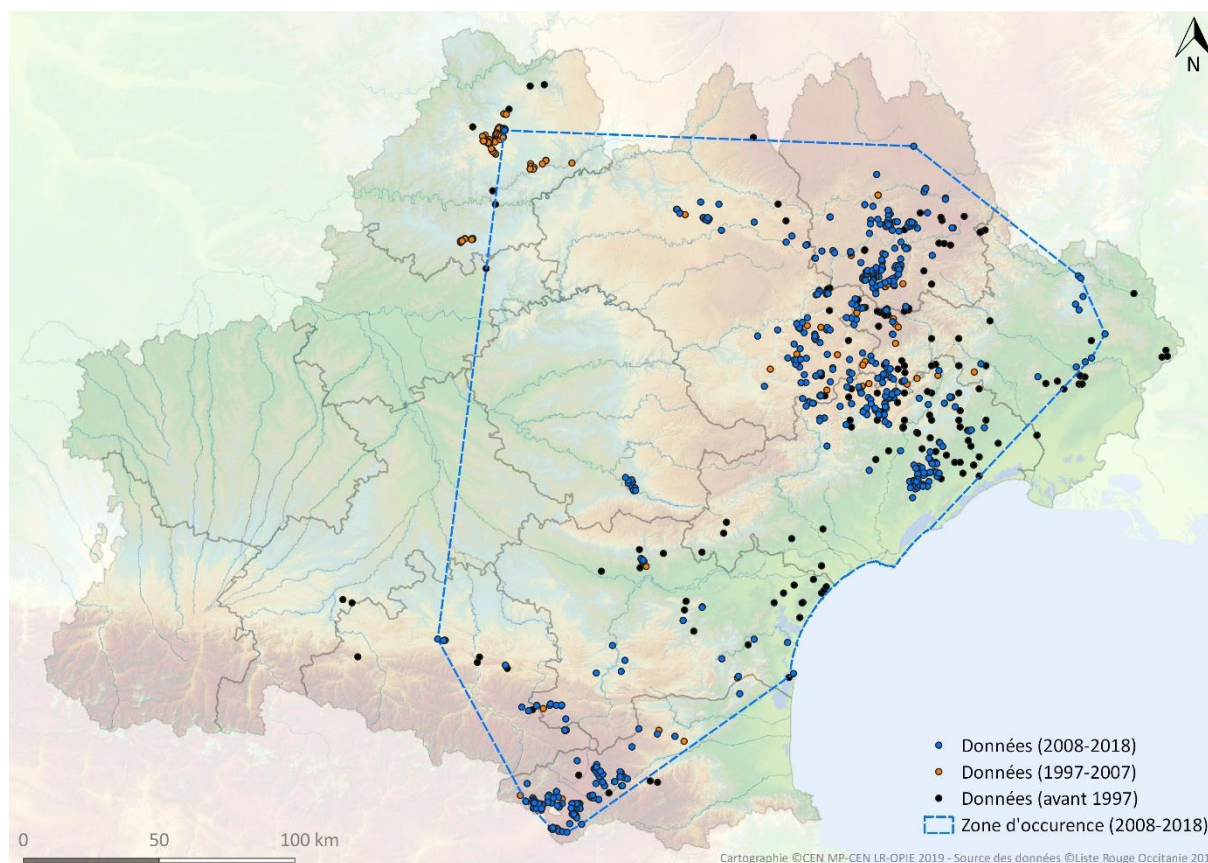 N
Données (2008-2018)
Données (1997-2007)
Données (avant 1997)
Zone d'occurence (2008-2018)
0 50 100 km
Cartographie ©CEN MP-CEN LR-OPIE 2019 - Source des données ©Liste Rouge Occitanie 201